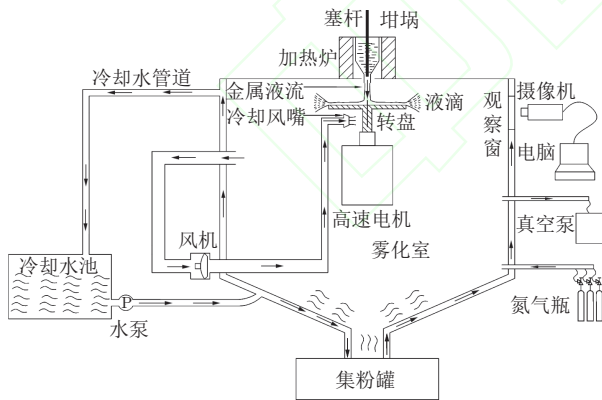 塞杆 坩埚
加热炉
冷却水管道
金属液流
液滴
冷却风嘴
转盘
观察窗
摄像机
电脑
高速电机
风机
雾化室
真空泵
冷却水池
P
水泵
氮气瓶
集粉罐